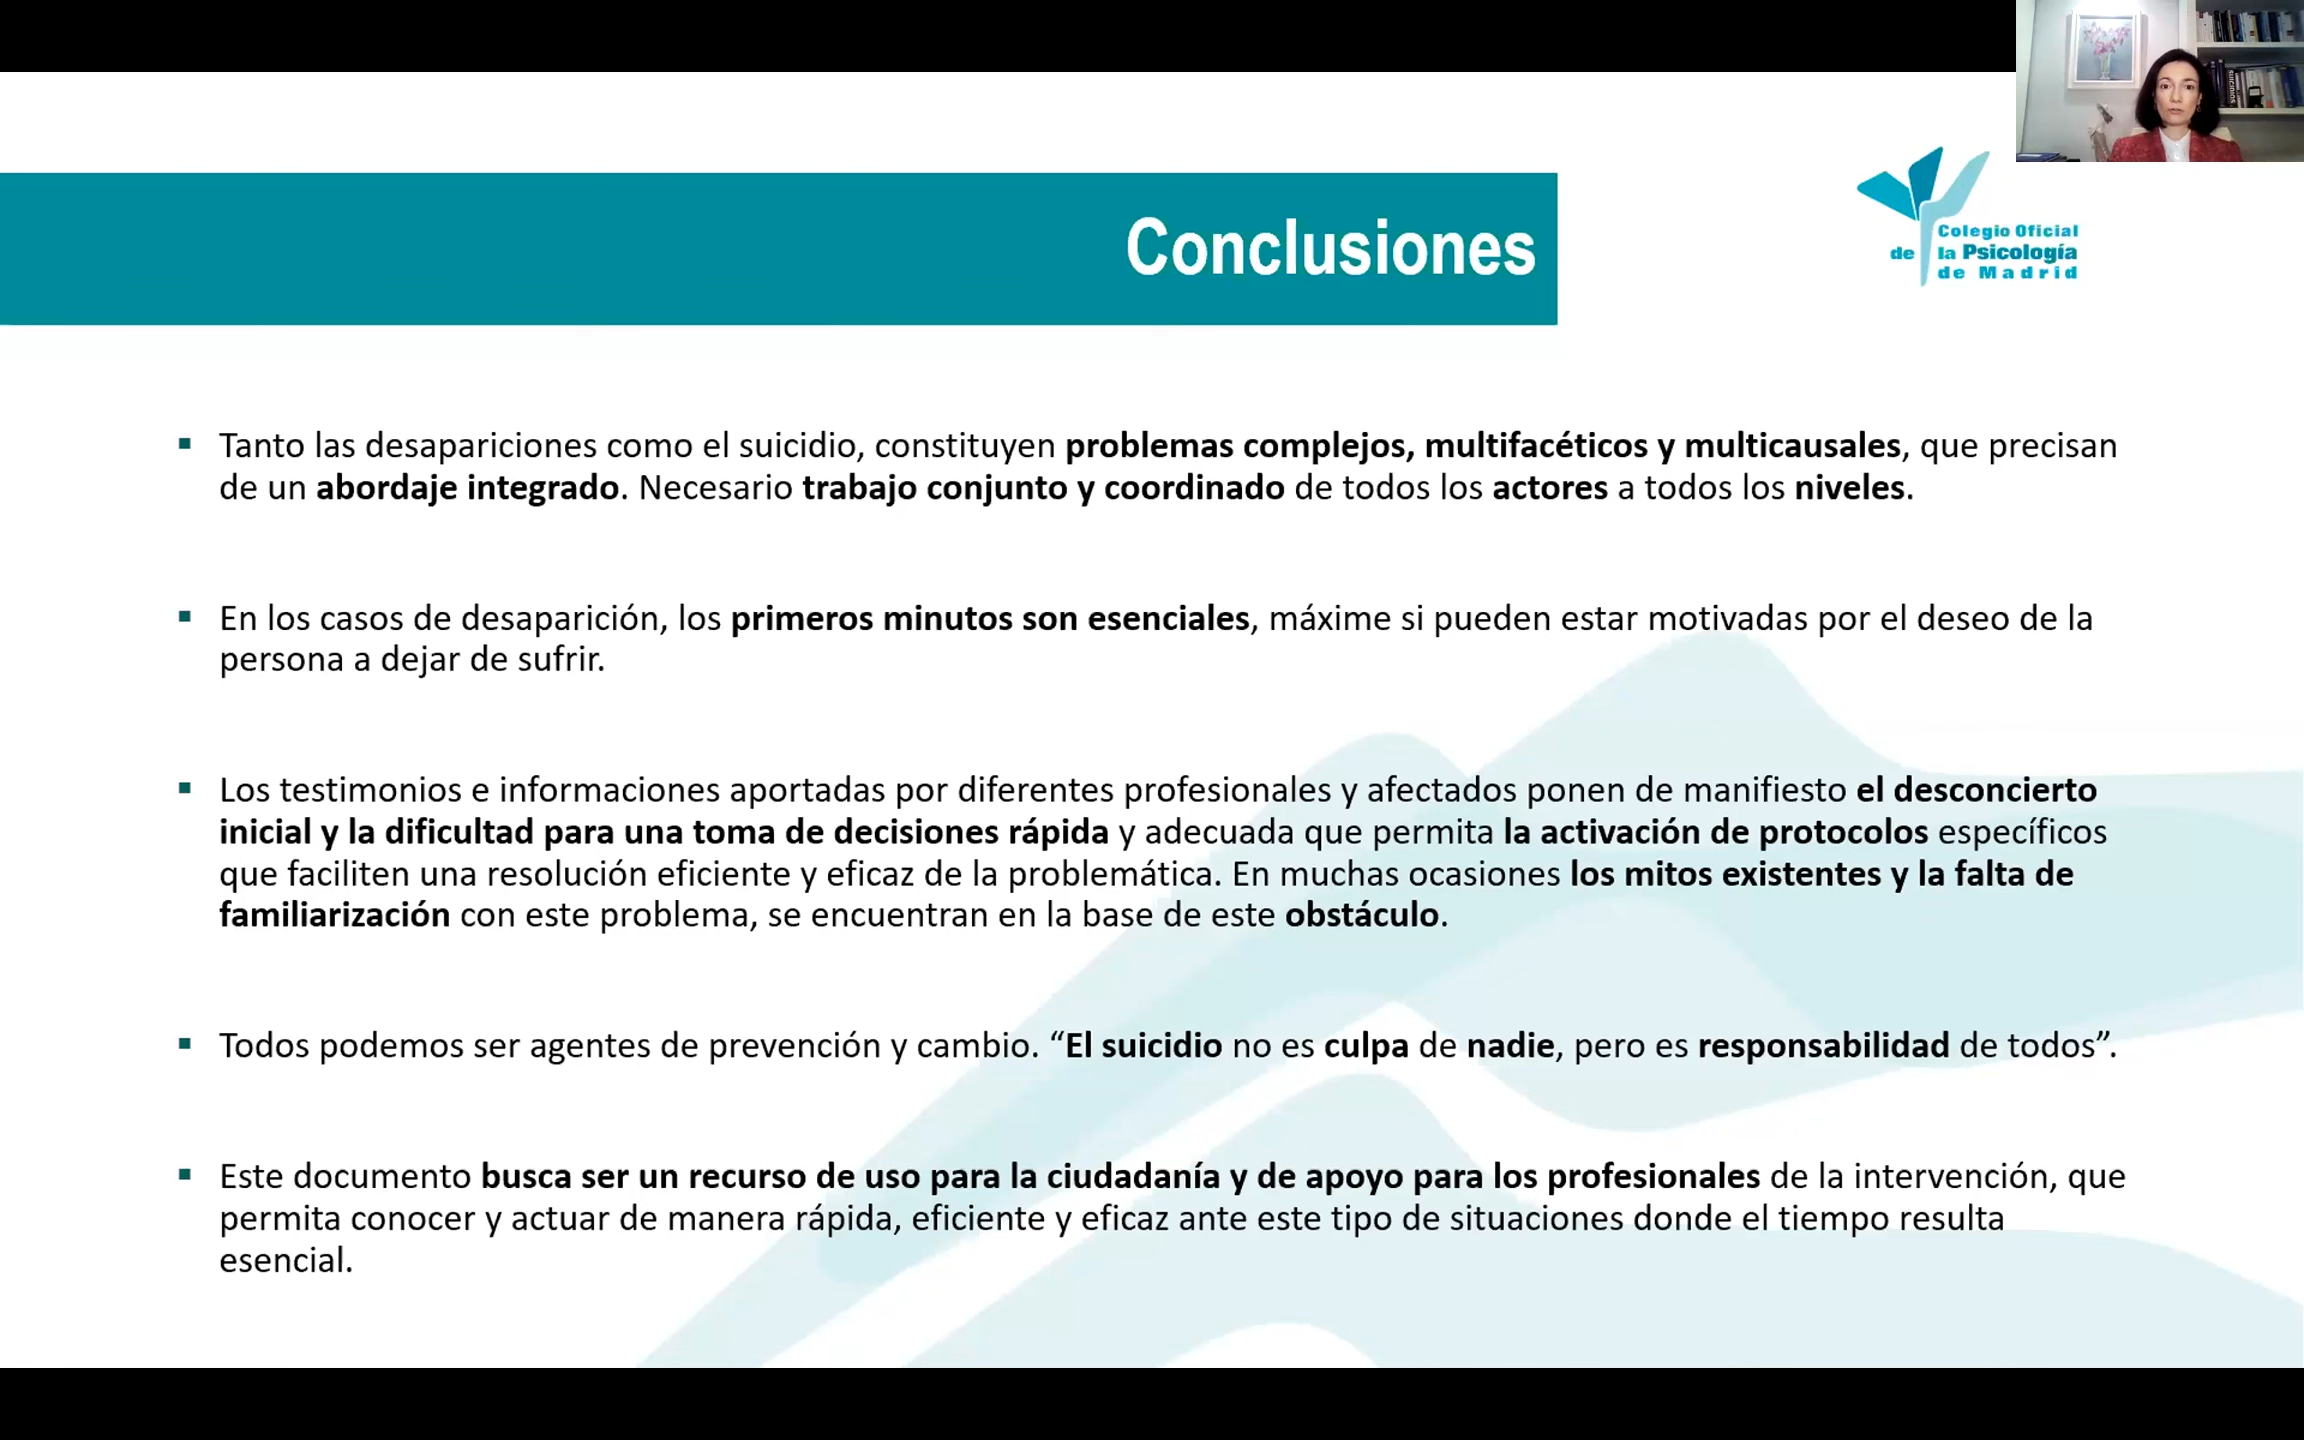 Conclusiones
Colegio Oficial
de la Psicología
de Madrid
▪ Tanto las desapariciones como el suicidio, constituyen problemas complejos, multifacéticos y multicausales, que precisan
de un abordaje integrado. Necesario trabajo conjunto y coordinado de todos los actores a todos los niveles.
▪ En los casos de desaparición, los primeros minutos son esenciales, máxime si pueden estar motivadas por el deseo de la
persona a dejar de sufrir.
▪ Los testimonios e informaciones aportadas por diferentes profesionales y afectados ponen de manifiesto el desconcierto
inicial y la dificultad para una toma de decisiones rápida y adecuada que permita la activación de protocolos específicos
que faciliten una resolución eficiente y eficaz de la problemática. En muchas ocasiones los mitos existentes y la falta de
familiarización con este problema, se encuentran en la base de este obstáculo.
▪ Todos podemos ser agentes de prevención y cambio. “El suicidio no es culpa de nadie, pero es responsabilidad de todos”.
▪ Este documento busca ser un recurso de uso para la ciudadanía y de apoyo para los profesionales de la intervención, que
permita conocer y actuar de manera rápida, eficiente y eficaz ante este tipo de situaciones donde el tiempo resulta
esencial.